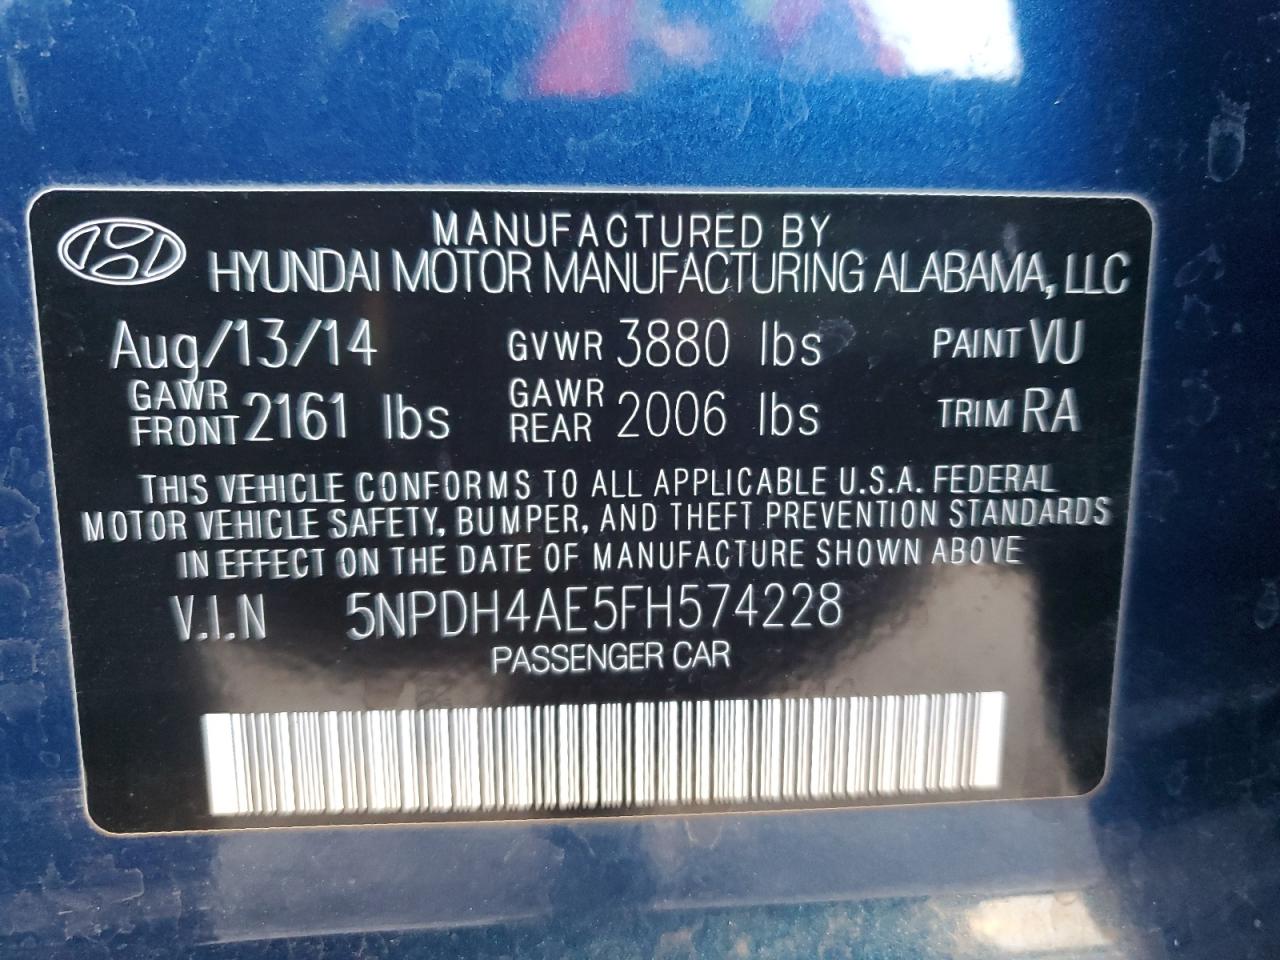 MANUFACTURED BY
HYUNDAI MOTOR MANUFACTURING ALABAMA, LLC
Aug/13/14 GVWR 3880 lbs PAINT VU
GAWR FRONT 2161 lbs GAWR REAR 2006 lbs TRIM RA
THIS VEHICLE CONFORMS TO ALL APPLICABLE U.S.A. FEDERAL
MOTOR VEHICLE SAFETY, BUMPER, AND THEFT PREVENTION STANDARDS
IN EFFECT ON THE DATE OF MANUFACTURE SHOWN ABOVE
V.I.N 5NPDH4AE5FH574228
PASSENGER CAR